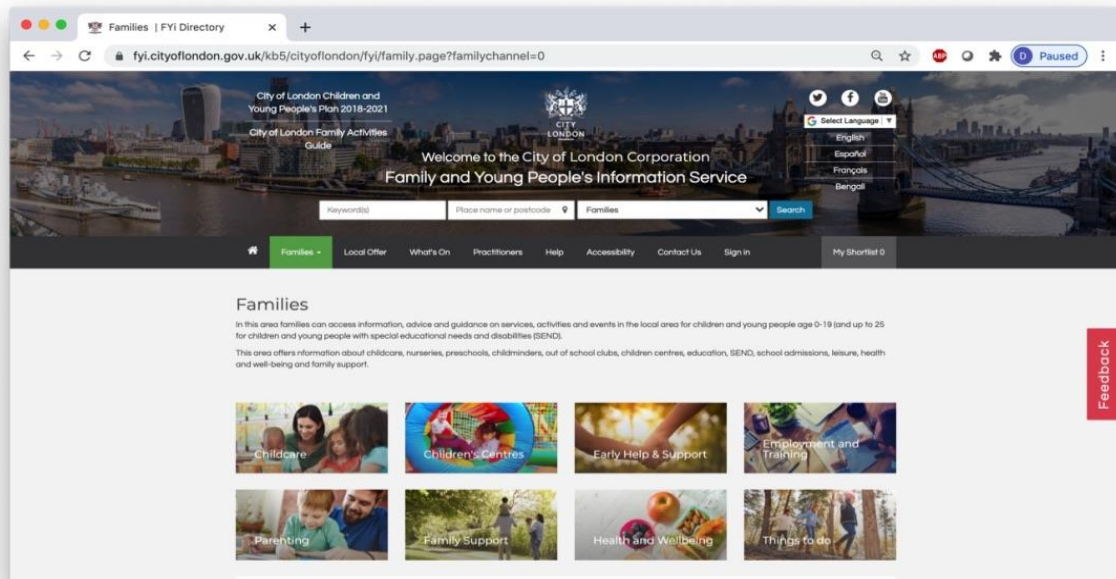 Families | FYi Directory
fyi.cityoflondon.gov.uk/kb5/cityoflondon/fyi/family.page?familychannel=0
ABP
D Paused
City of London Children and
Young People's Plan 2018-2021
City of London Family Activities
Guide
CITY
LONDON
Select Language
English
Español
Français
Bengali
Welcome to the City of London Corporation
Family and Young People's Information Service
Keyword(s) Place name or postcode Families Search
Families Local Offer What's On Practitioners Help Accessibility Contact Us Sign in My Shortlist 0
Families
In this area families can access information, advice and guidance on services, activities and events in the local area for children and young people age 0-19 (and up to 25
for children and young people with special educational needs and disabilities (SEND).
This area offers nformation about childcare, nurseries, preschools, childminders, out of school clubs, children centres, education, SEND, school admissions, leisure, health
and well-being and family support.
Feedback
Childcare Children's Centres Early Help & Support Employment and
Training
Parenting Family Support Health and Wellbeing Things to do